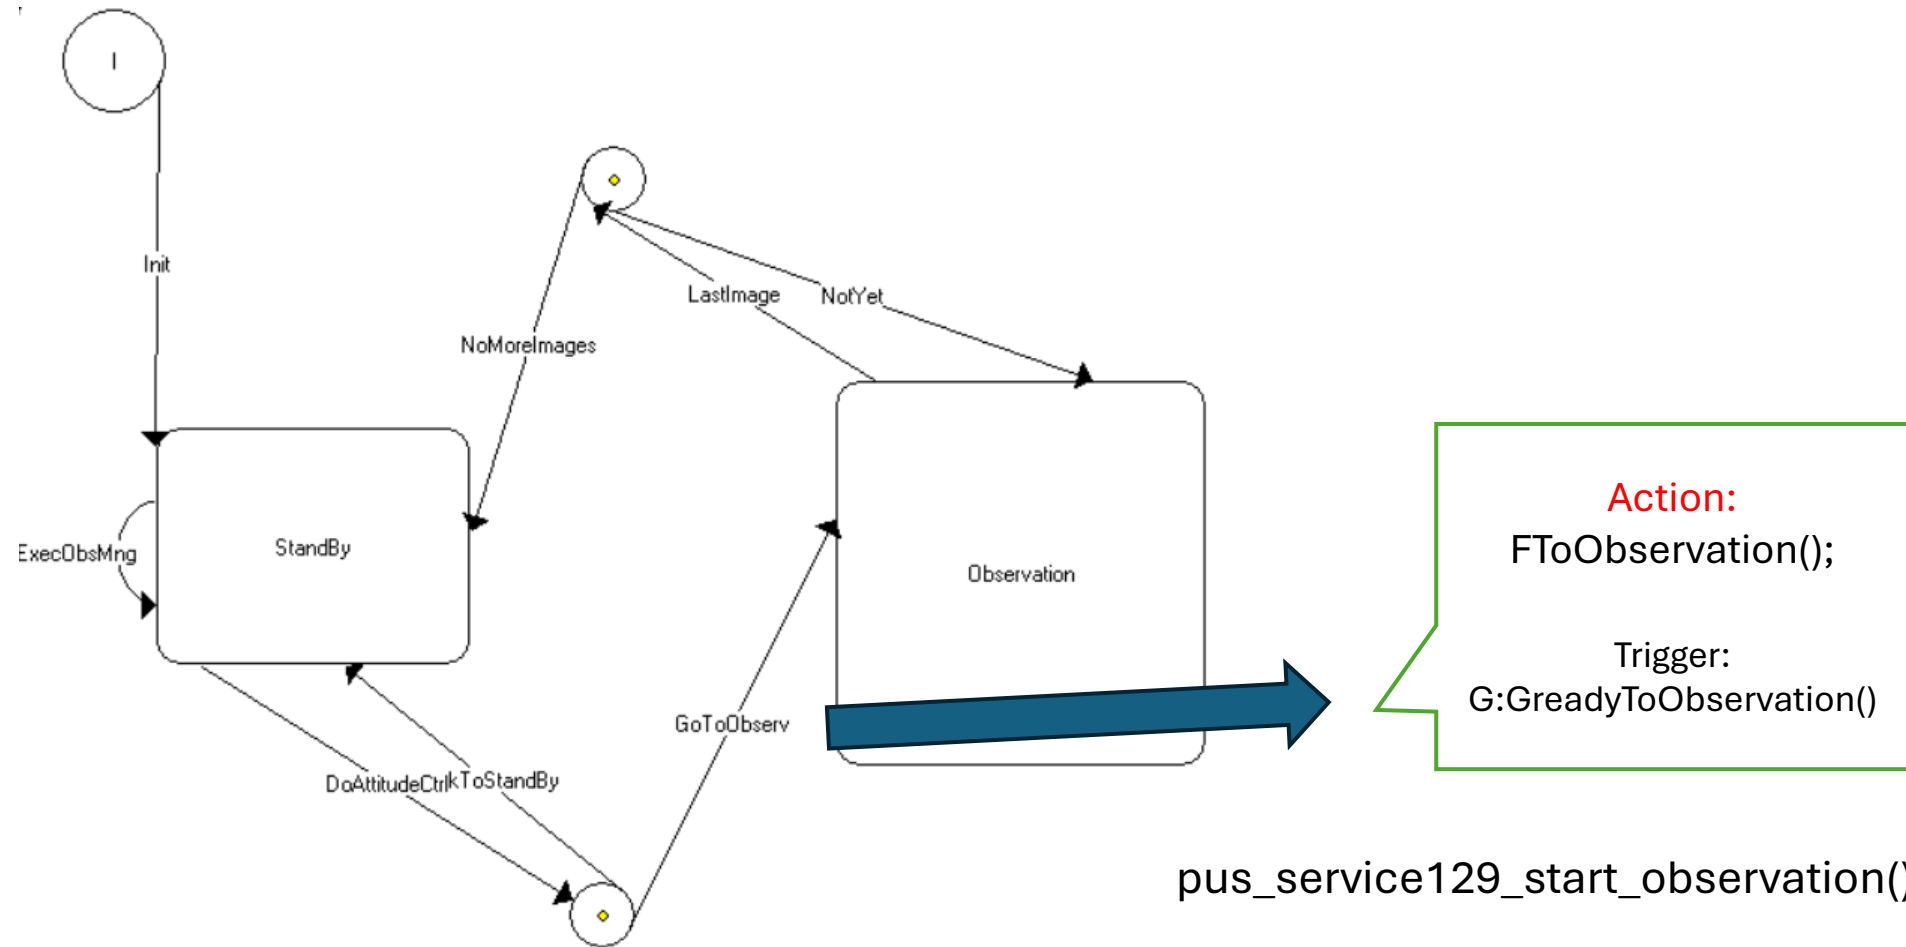 I
Init
LastImage
NotYet
NoMoreImages
ExecObsMng
StandBy
Observation
Action:
FToObservation();
Trigger:
G:GreadyToObservation()
GoToObserv
DoAttitudeCtrl
kToStandBy
pus_service129_start_observation()